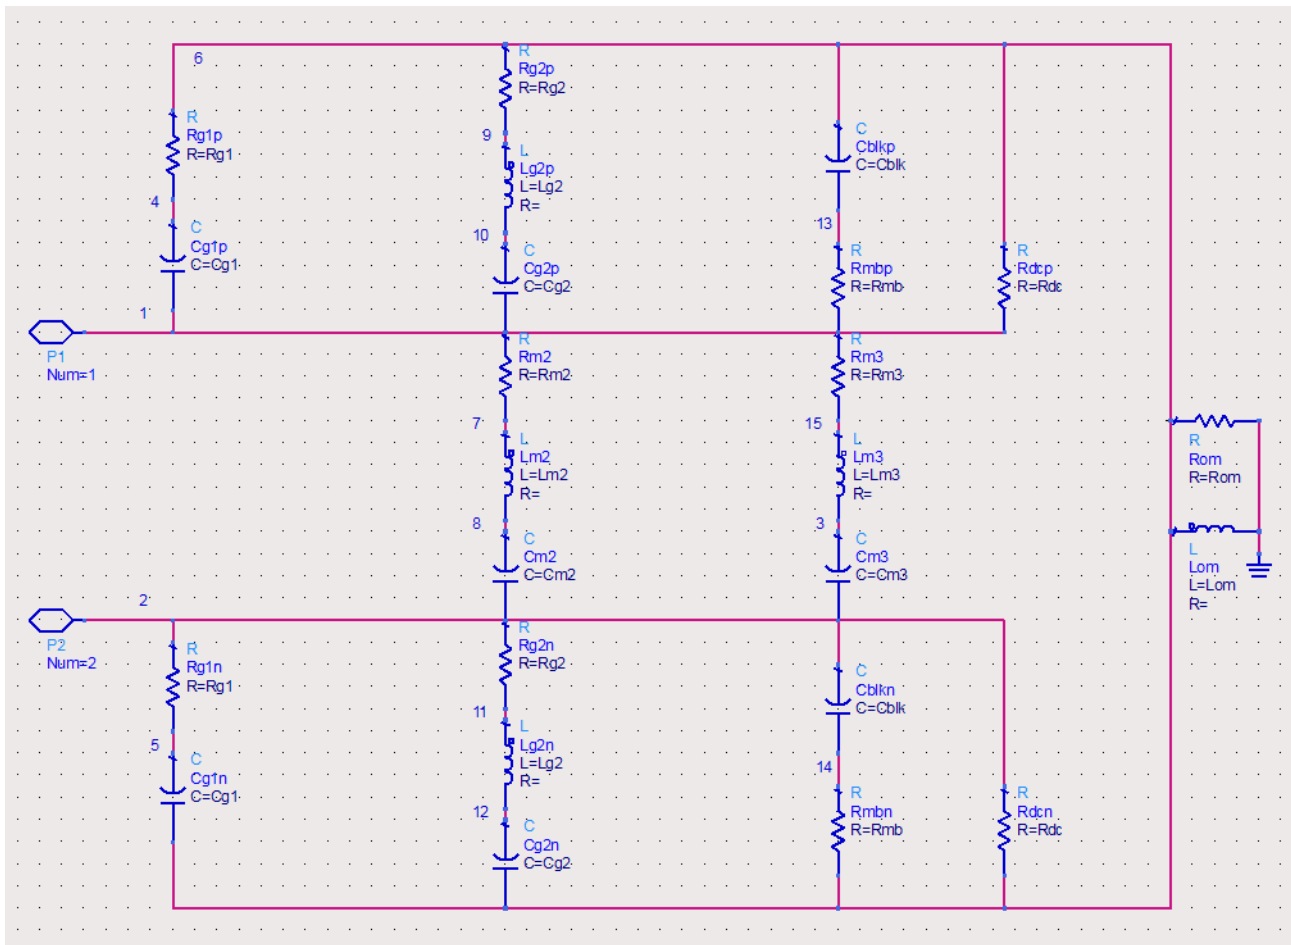 6
R
Rg1p
R=Rg1
4
C
Cg1p
C=Cg1
1
P1
Num=1
R
Rg2p
R=Rg2
9
L
Lg2p
L=Lg2
R=
10
C
Cg2p
C=Cg2
C
Cblkp
C=Cblk
13
R
Rmbp
R=Rmb
R
Rdcp
R=Rdc
R
Rm2
R=Rm2
7
L
Lm2
L=Lm2
R=
8
C
Cm2
C=Cm2
R
Rm3
R=Rm3
15
L
Lm3
L=Lm3
R=
3
C
Cm3
C=Cm3
R
Rom
R=Rom
L
Lom
L=Lom
R=
2
P2
Num=2
R
Rg1n
R=Rg1
5
C
Cg1n
C=Cg1
R
Rg2n
R=Rg2
11
L
Lg2n
L=Lg2
R=
12
C
Cg2n
C=Cg2
C
Cblkn
C=Cblk
14
R
Rmbn
R=Rmb
R
Rdcn
R=Rdc